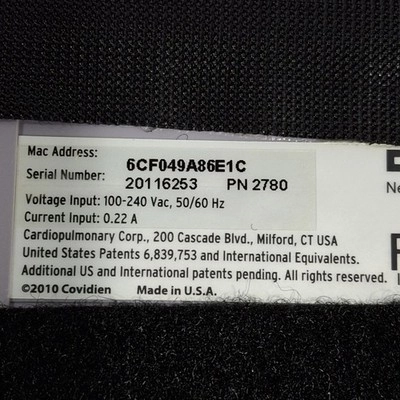 Mac Address: 6CF049A86E1C
Serial Number: 20116253 PN 2780
Voltage Input: 100-240 Vac, 50/60 Hz
Current Input: 0.22 A
Cardiopulmonary Corp., 200 Cascade Blvd., Milford, CT USA
United States Patents 6,839,753 and International Equivalents.
Additional US and International patents pending. All rights reserved.
©2010 Covidien Made in U.S.A.
Ne